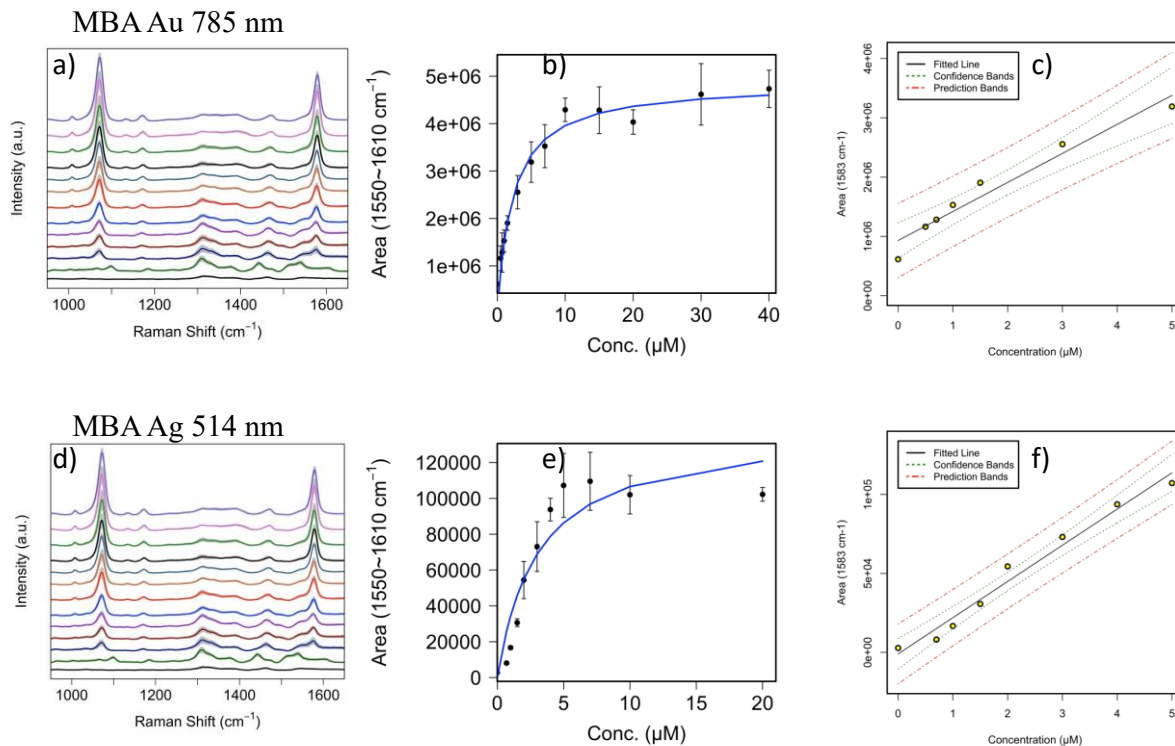 MBA Au 785 nm
a)
Intensity (a.u.)
1000 1200 1400 1600
Raman Shift (cm⁻¹)
b)
Area (1550~1610 cm⁻¹)
5e+06
4e+06
3e+06
2e+06
1e+06
0 10 20 30 40
Conc. (µM)
c)
Fitted Line
Confidence Bands
Prediction Bands
Area (1583 cm-1)
4e+06
3e+06
2e+06
1e+06
0e+00
0 1 2 3 4 5
Concentration (µM)
MBA Ag 514 nm
d)
Intensity (a.u.)
1000 1200 1400 1600
Raman Shift (cm⁻¹)
e)
Area (1550~1610 cm⁻¹)
120000
100000
80000
60000
40000
20000
0
0 5 10 15 20
Conc. (µM)
f)
Fitted Line
Confidence Bands
Prediction Bands
Area (1583 cm-1)
1e+05
5e+04
0e+00
0 1 2 3 4 5
Concentration (µM)